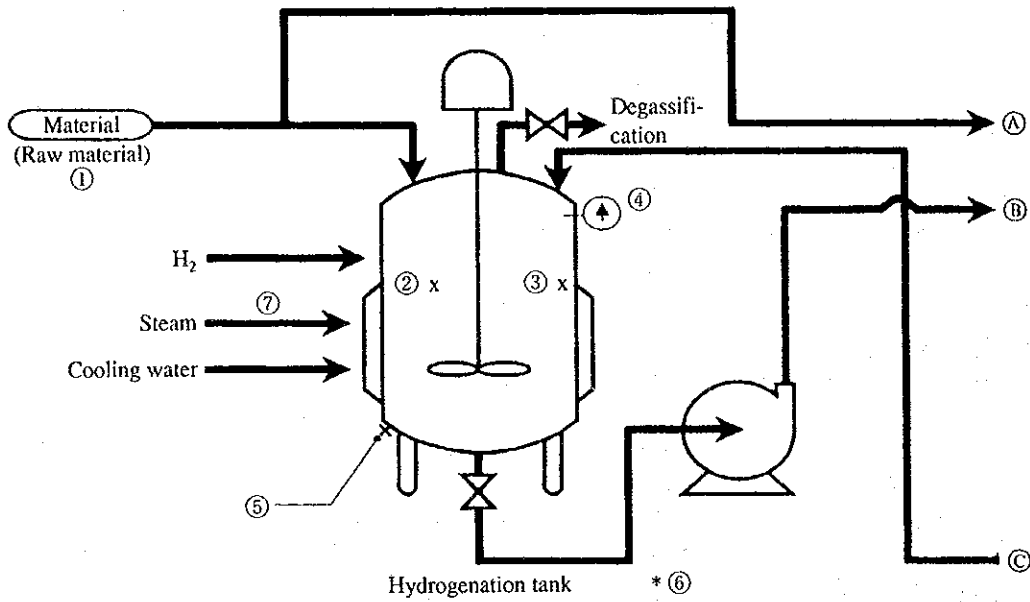 Material
(Raw material)
①
Degassifi-
cation
Ⓐ
④
Ⓑ
H₂
② x
③ x
⑦
Steam
Cooling water
⑤
Hydrogenation tank
* ⑥
Ⓒ